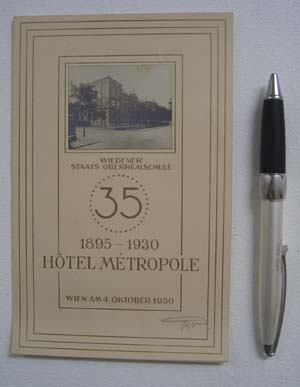 WIEDENER
STAATS OBERREALSCHULE
35
1895 – 1930
HÔTEL MÉTROPOLE
WIEN AM 4. OKTOBER 1930